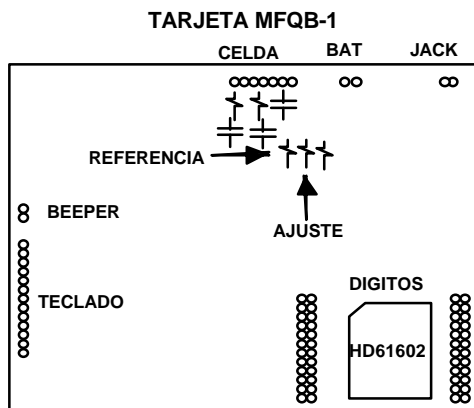 TARJETA MFQB-1
CELDA BAT JACK
REFERENCIA
BEEPER
AJUSTE
TECLADO
DIGITOS
HD61602